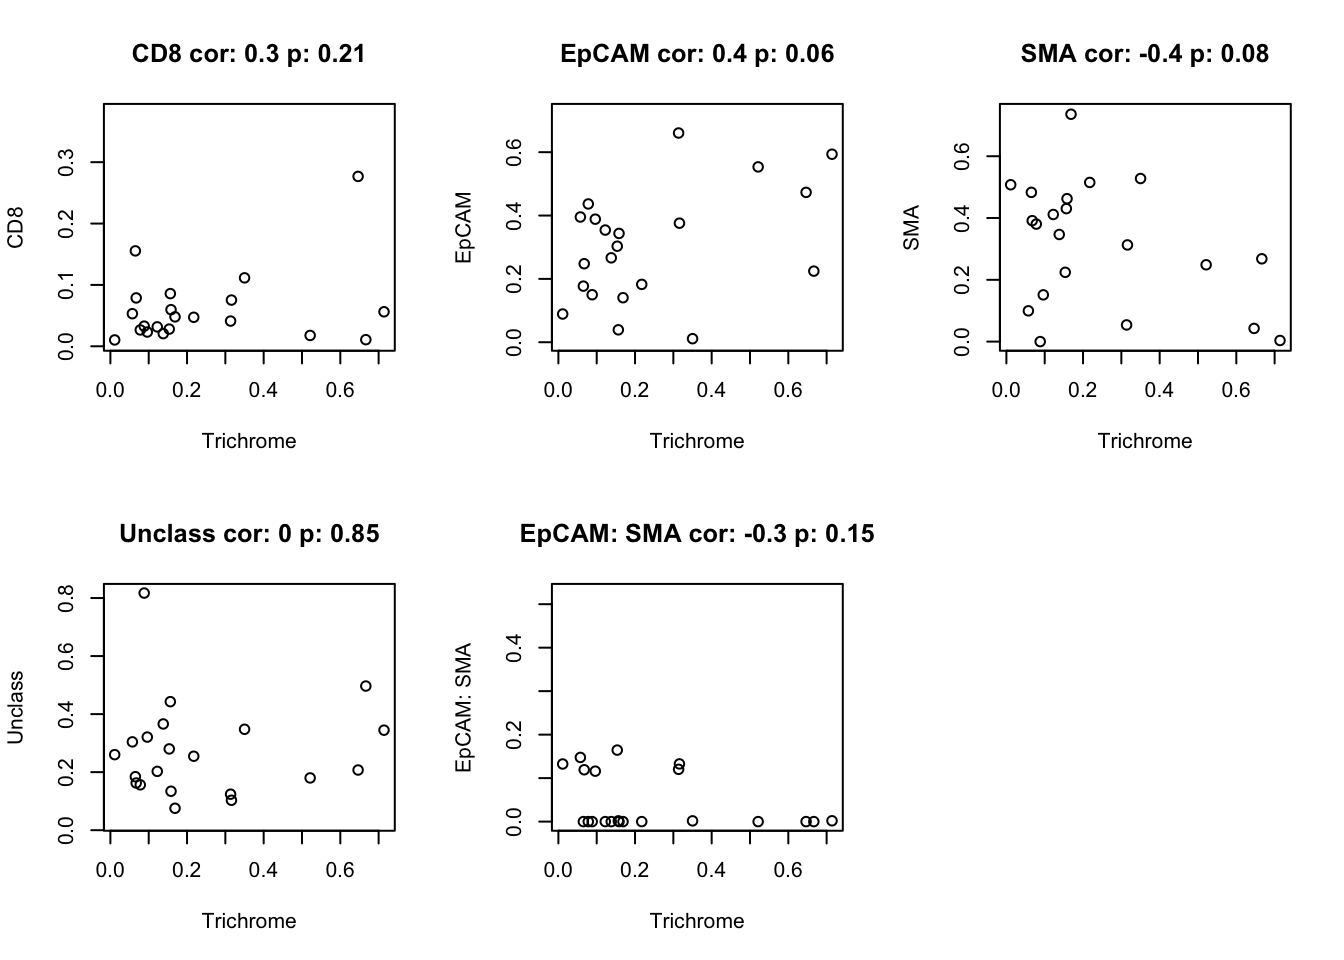 CD8 cor: 0.3 p: 0.21
CD8
0.0
0.1
0.2
0.3
0.0 0.2 0.4 0.6
Trichrome
EpCAM cor: 0.4 p: 0.06
EpCAM
0.0
0.2
0.4
0.6
0.0 0.2 0.4 0.6
Trichrome
SMA cor: -0.4 p: 0.08
SMA
0.0
0.2
0.4
0.6
0.0 0.2 0.4 0.6
Trichrome
Unclass cor: 0 p: 0.85
Unclass
0.0
0.2
0.4
0.6
0.8
0.0 0.2 0.4 0.6
Trichrome
EpCAM: SMA cor: -0.3 p: 0.15
EpCAM: SMA
0.0
0.2
0.4
0.0 0.2 0.4 0.6
Trichrome